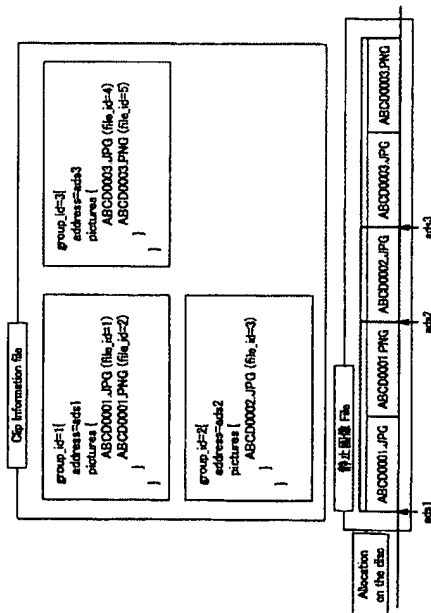 Clip Information file
group_id=1{
address=ads1
pictures {
ABCD0001.JPG (file_id=1)
ABCD0001.PNG (file_id=2)
}
}
group_id=2{
address=ads2
pictures {
ABCD0002.JPG (file_id=3)
}
}
group_id=3{
address=ads3
pictures {
ABCD0003.JPG (file_id=4)
ABCD0003.PNG (file_id=5)
}
}
静止画像 File
Allocation
on the disc
ABCD0001.JPG
ABCD0001.PNG
ABCD0002.JPG
ABCD0003.JPG
ABCD0003.PNG
ads1
ads2
ads3